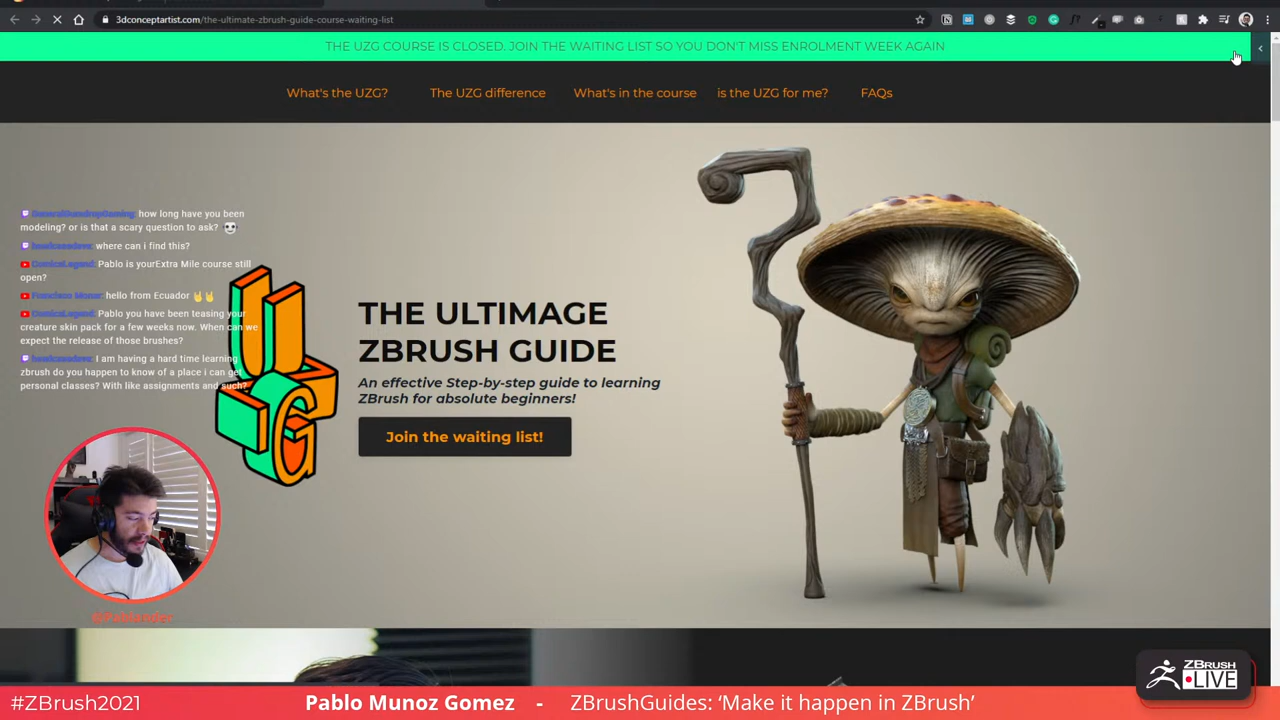 3dconceptartist.com/the-ultimate-zbrush-guide-course-waiting-list
THE UZG COURSE IS CLOSED. JOIN THE WAITING LIST SO YOU DON'T MISS ENROLMENT WEEK AGAIN
What's the UZG?
The UZG difference
What's in the course
is the UZG for me?
FAQs
how long have you been
modeling? or is that a scary question to ask?
where can i find this?
Pablo is yourExtra Mile course still
open?
hello from Ecuador
Pablo you have been teasing your
creature skin pack for a few weeks now. When can we
expect the release of those brushes?
I am having a hard time learning
zbrush do you happen to know of a place i can get
personal classes? With like assignments and such?
U
Z
G
THE ULTIMAGE
ZBRUSH GUIDE
An effective Step-by-step guide to learning
ZBrush for absolute beginners!
Join the waiting list!
ZBRUSH
LIVE
#ZBrush2021
Pablo Munoz Gomez - ZBrushGuides: 'Make it happen in ZBrush'